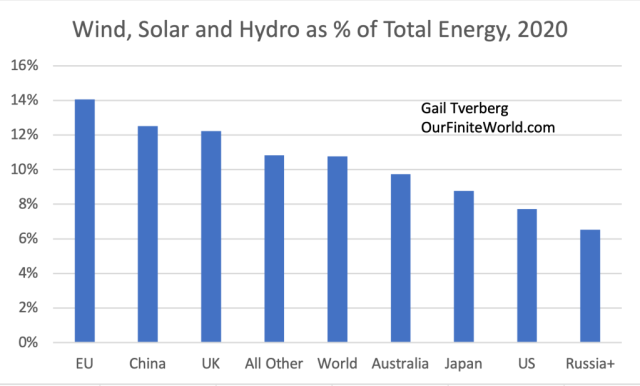 Wind, Solar and Hydro as % of Total Energy, 2020
16%
14%
Gail Tverberg
OurFiniteWorld.com
12%
10%
8%
6%
4%
2%
0%
EU China UK All Other World Australia Japan US Russia+